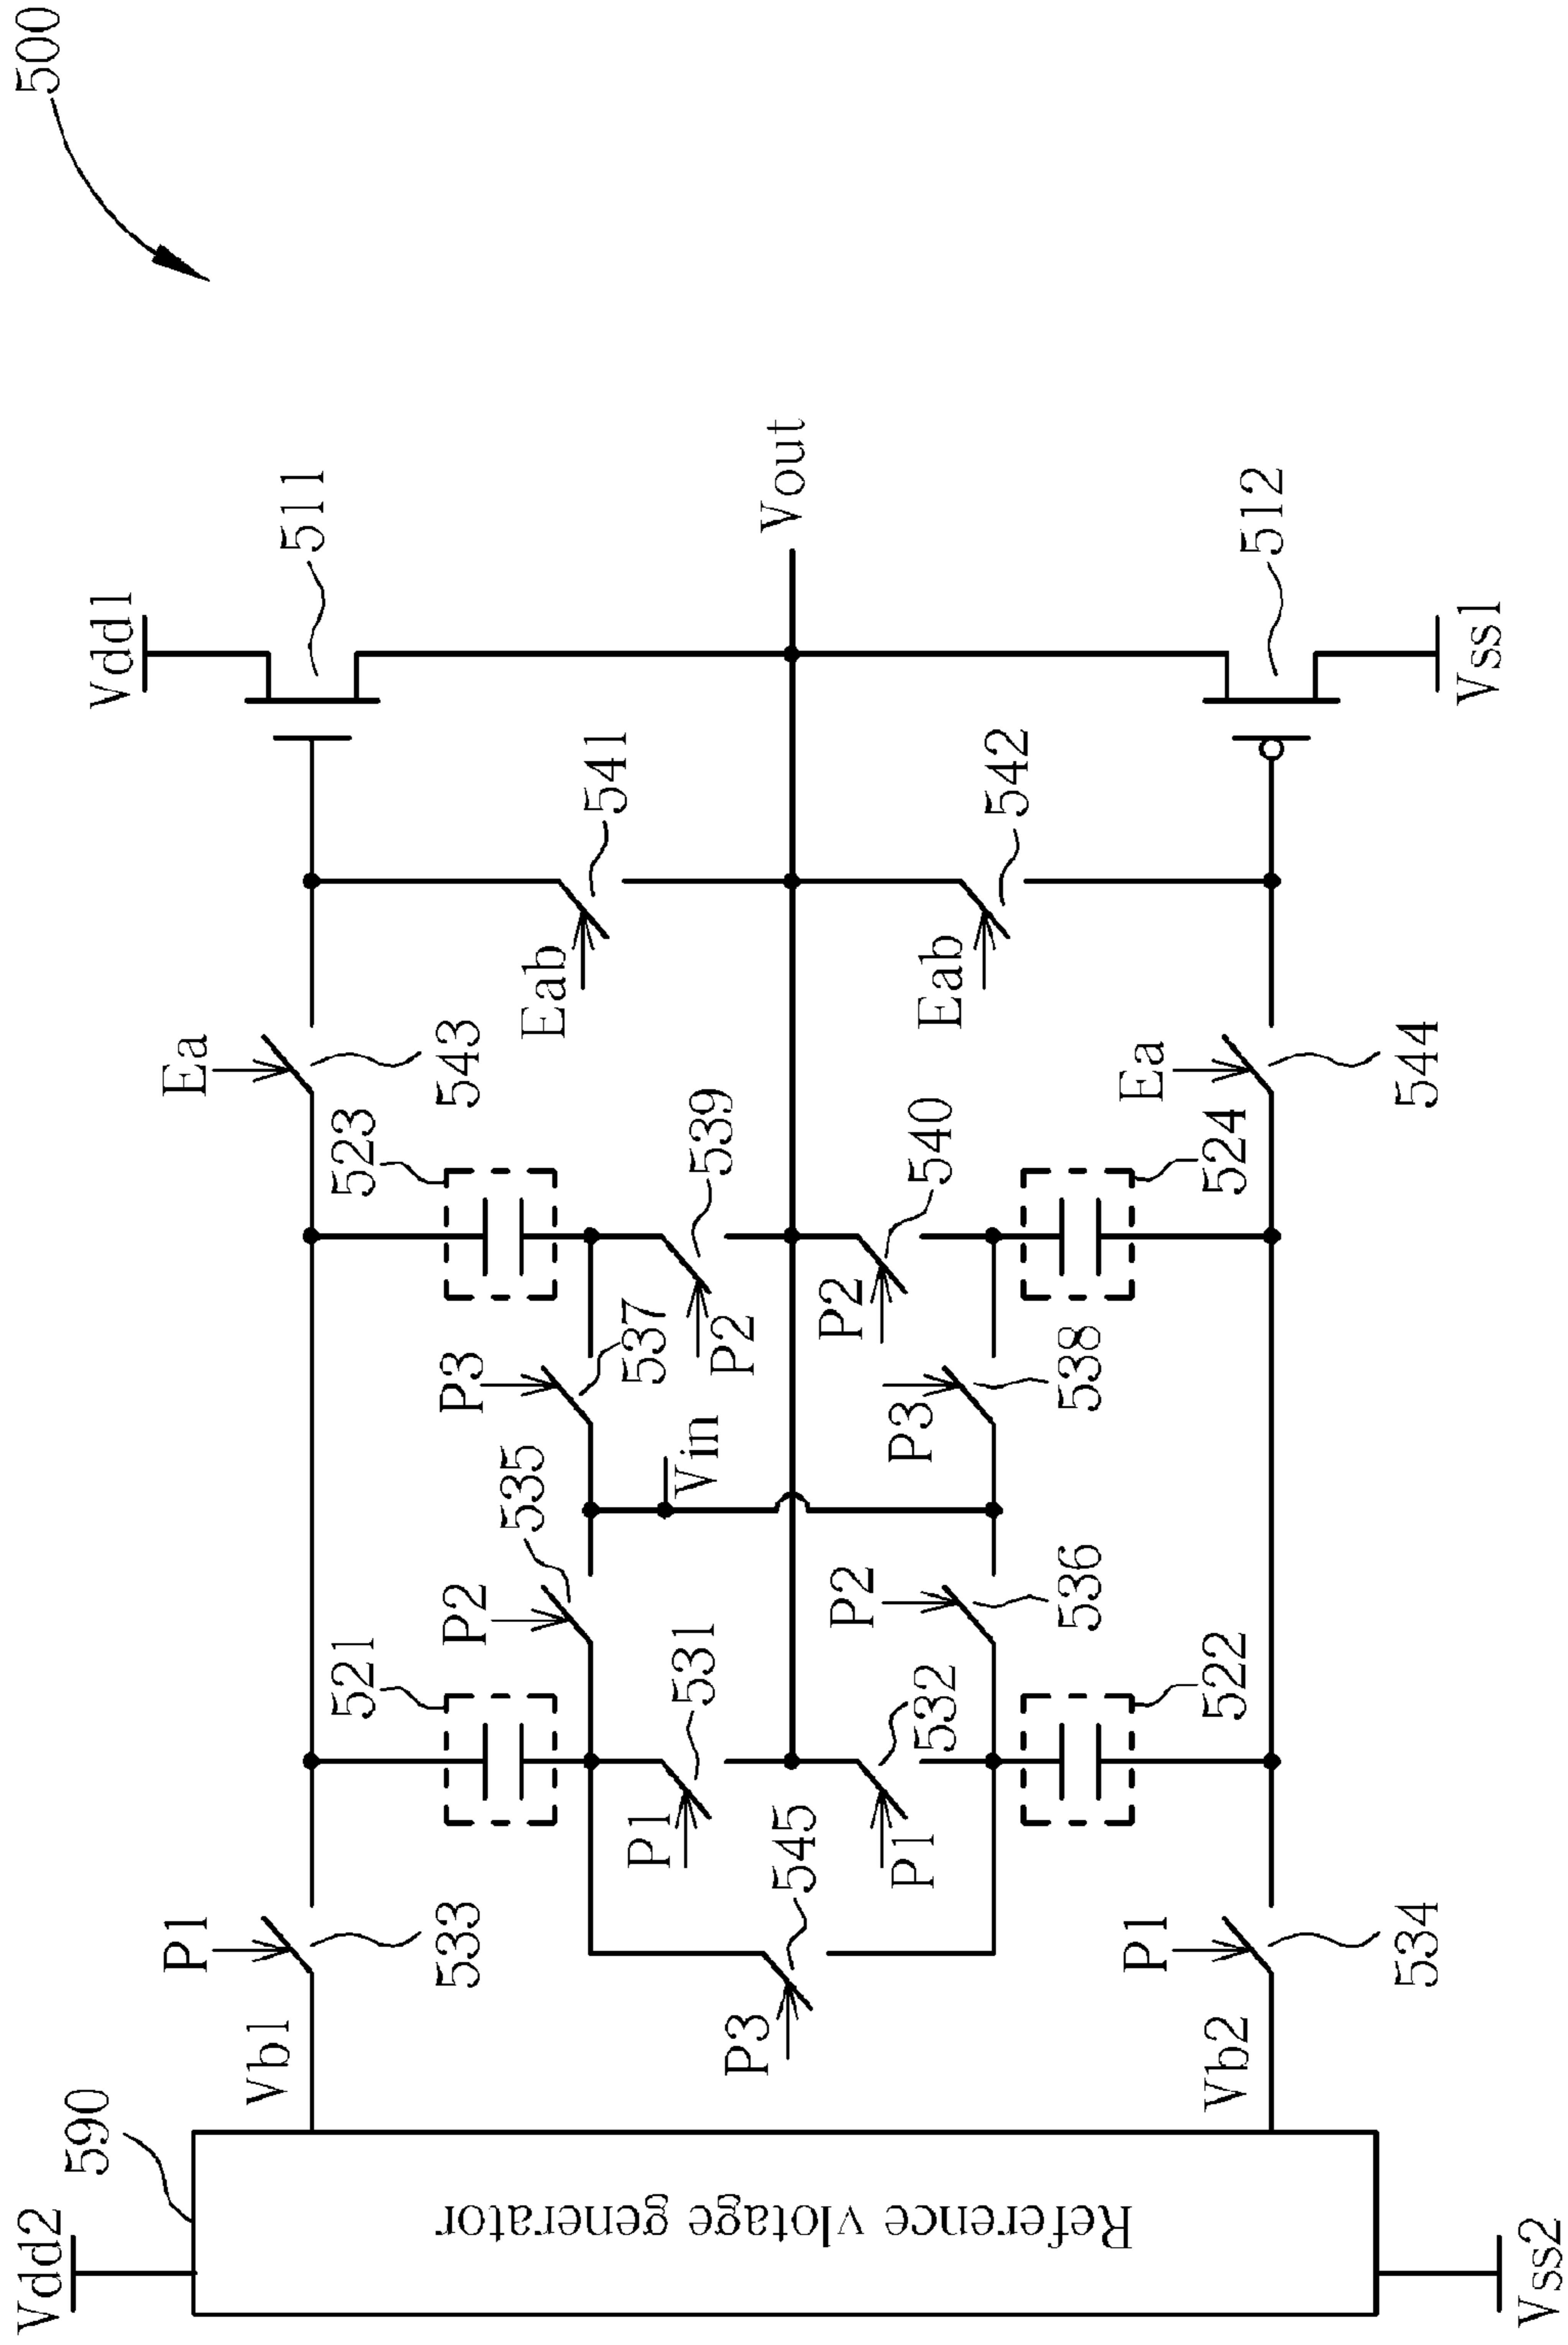 500
Vdd2
590
Reference vlotage generator
Vss2
Vb1
Vb2
P1
533
P1
534
P3
545
521
P1
531
P1
532
522
P2
535
P2
536
Vin
P3
537
P3
538
523
P2
539
P2
540
524
Ea
543
Ea
544
Eab
541
Eab
542
Vdd1
511
Vout
512
Vss1